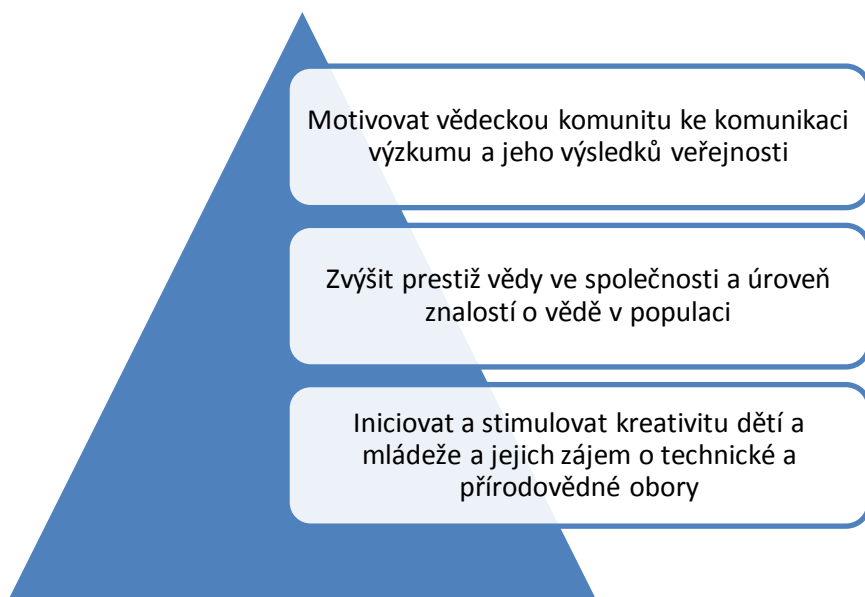 Motivovat vědeckou komunitu ke komunikaci
výzkumu a jeho výsledků veřejnosti
Zvýšit prestiž vědy ve společnosti a úroveň
znalostí o vědě v populaci
Iniciovat a stimulovat kreativitu dětí a
mládeže a jejich zájem o technické a
přírodovědné obory